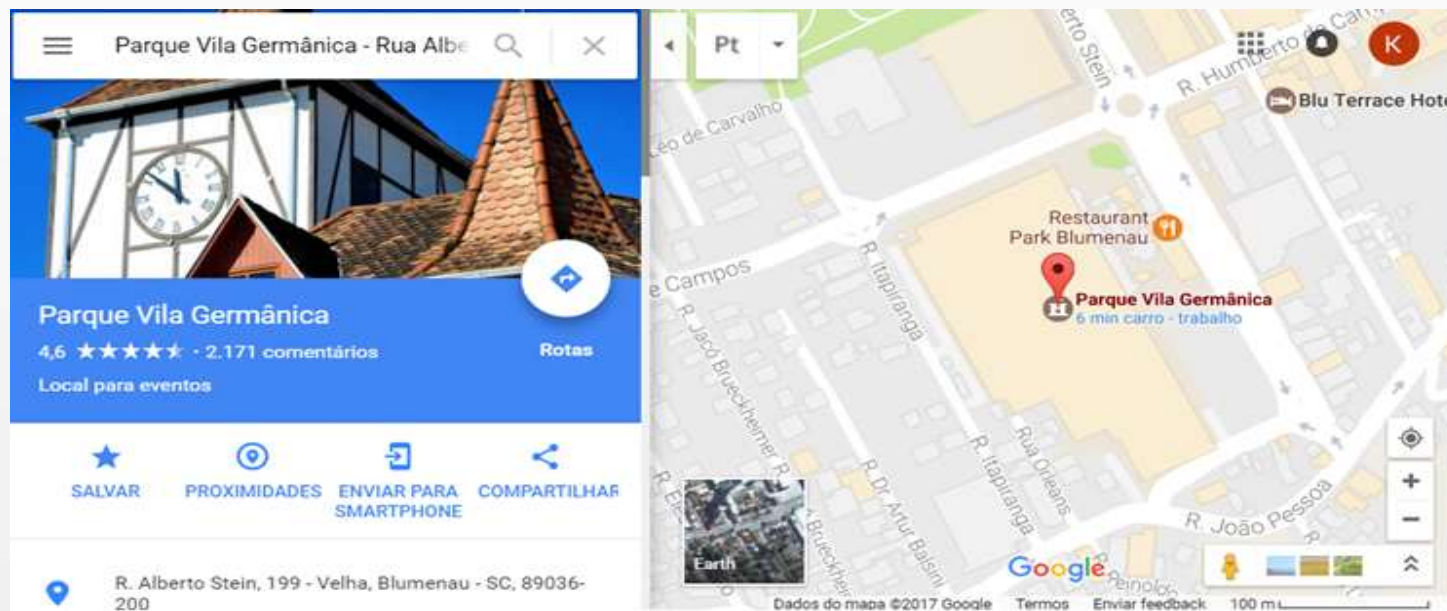 Parque Vila Germânica - Rua Albe
Parque Vila Germânica
4,6
· 2.171 comentários
Rotas
Local para eventos
SALVAR
PROXIMIDADES
ENVIAR PARA
SMARTPHONE
COMPARTILHAR
R. Alberto Stein, 199 - Velha, Blumenau - SC, 89036-
200
Pt
K
erto Stein
R. Humberto de Camp
Blu Terrace Hote
Léo de Carvalho
Restaurant
Park Blumenau
e Campos
R. Itapiranga
Parque Vila Germânica
6 min carro - trabalho
R. Jacó Brueckheimer
R. Dr. Artur Balsini
R. Itapiranga
Rua Orleans
R. João Pessoa
Brueckheimer
Earth
Google
Dados do mapa ©2017 Google
Termos
Enviar feedback
100 m